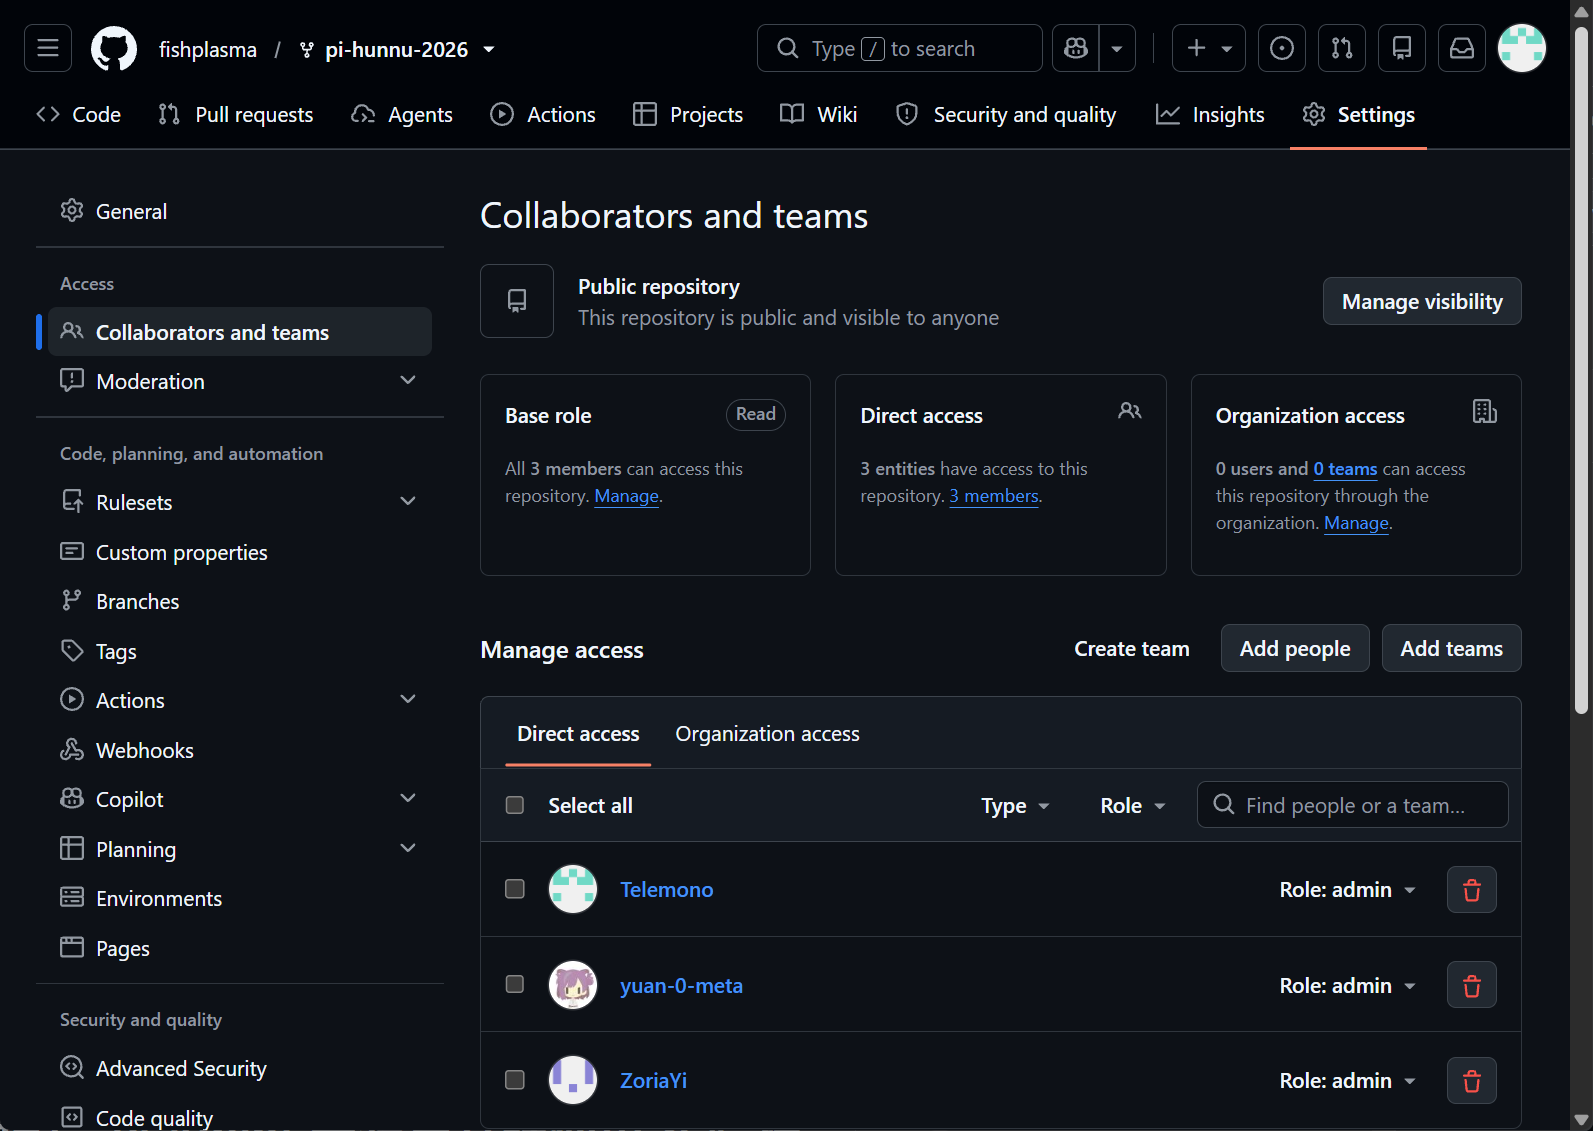 fishplasma / pi-hunnu-2026
Type / to search
Code Pull requests Agents Actions Projects Wiki Security and quality Insights Settings
General
Access
Collaborators and teams
Moderation
Code, planning, and automation
Rulesets
Custom properties
Branches
Tags
Actions
Webhooks
Copilot
Planning
Environments
Pages
Security and quality
Advanced Security
Code quality
Collaborators and teams
Public repository
This repository is public and visible to anyone
Manage visibility
Base role Read
All 3 members can access this
repository. Manage.
Direct access
3 entities have access to this
repository. 3 members.
Organization access
0 users and 0 teams can access
this repository through the
organization. Manage.
Manage access Create team Add people Add teams
Direct access Organization access
Select all Type Role Find people or a team...
Telemono Role: admin
yuan-0-meta Role: admin
ZoriaYi Role: admin